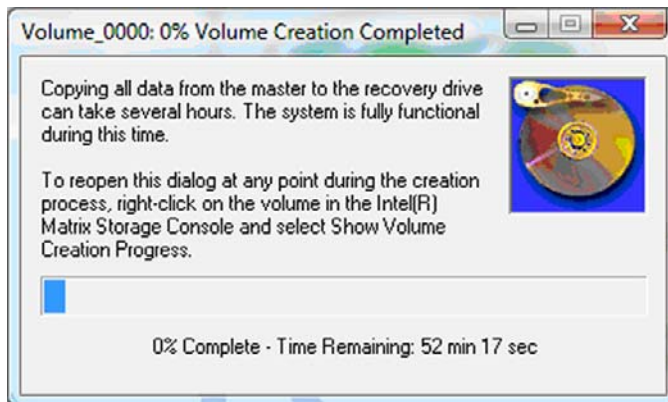 Volume_0000: 0% Volume Creation Completed
Copying all data from the master to the recovery drive
can take several hours. The system is fully functional
during this time.
To reopen this dialog at any point during the creation
process, right-click on the volume in the Intel(R)
Matrix Storage Console and select Show Volume
Creation Progress.
0% Complete - Time Remaining: 52 min 17 sec